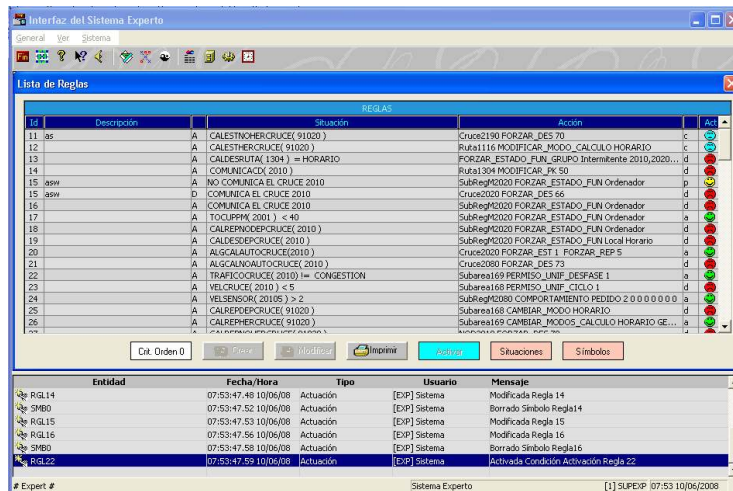 Interfaz del Sistema Experto
General Ver Sistema
Fin
Lista de Reglas
REGLAS
Id Descripción Situación Acción Act
11 as A CALESTNOHERCRUCE( 91020 ) Cruce2190 FORZAR_DES 70 c
12 A CALESTHERCRUCE( 91020 ) Ruta1116 MODIFICAR_MODO_CALCULO HORARIO c
13 A CALDESRUTA( 1304 ) = HORARIO FORZAR_ESTADO_FUN_GRUPO Intermitente 2010,2020... d
14 A COMUNICACD( 2010 ) Ruta1304 MODIFICAR_PK 50 d
15 asw A NO COMUNICA EL CRUCE 2010 SubRegM2020 FORZAR_ESTADO_FUN Ordenador p
15 asw D COMUNICA EL CRUCE 2010 Cruce2020 FORZAR_DES 66 d
16 A COMUNICA EL CRUCE 2010 SubRegM2020 FORZAR_ESTADO_FUN Ordenador d
17 A TOCUPPM( 2001 ) < 40 SubRegM2020 FORZAR_ESTADO_FUN Ordenador a
18 A CALREPNODEPCRUCE( 2010 ) SubRegM2020 FORZAR_ESTADO_FUN Ordenador d
19 A CALDESDEPCRUCE( 2010 ) SubRegM2020 FORZAR_ESTADO_FUN Local Horario d
20 A ALGCALAUTOCRUCE(2010) Cruce2020 FORZAR_EST 1 FORZAR_REP 5 a
21 A ALGCALNOAUTOCRUCE( 2010 ) Cruce2080 FORZAR_DES 73 d
22 A TRAFICOCRUCE( 2010) != CONGESTION Subarea169 PERMISO_UNIF_DESFASE 1 a
23 A VELCRUCE( 2010 ) < 5 Subarea168 PERMISO_UNIF_CICLO 1 d
24 A VELSENSOR( 20105 ) > 2 SubRegM2080 COMPORTAMIENTO PEDIDO 2 0 0 0 0 0 0 0 a
25 A CALREPDEPCRUCE( 91020 ) Subarea168 CAMBIAR_MODO HORARIO d
26 A CALREPHERCRUCE( 91020 ) Subarea169 CAMBIAR_MODOS_CALCULO HORARIO GE... a
Crit. Orden 0 Crear Modificar Imprimir Activar Situaciones Símbolos
Entidad Fecha/Hora Tipo Usuario Mensaje
RGL14 07:53:47.48 10/06/08 Actuación [EXP] Sistema Modificada Regla 14
SMB0 07:53:47.52 10/06/08 Actuación [EXP] Sistema Borrado Símbolo Regla14
RGL15 07:53:47.53 10/06/08 Actuación [EXP] Sistema Modificada Regla 15
RGL16 07:53:47.56 10/06/08 Actuación [EXP] Sistema Modificada Regla 16
SMB0 07:53:47.58 10/06/08 Actuación [EXP] Sistema Borrado Símbolo Regla16
RGL22 07:53:47.59 10/06/08 Actuación [EXP] Sistema Activada Condición Activación Regla 22
# Expert # Sistema Experto [1] SUPEXP 07:53 10/06/2008